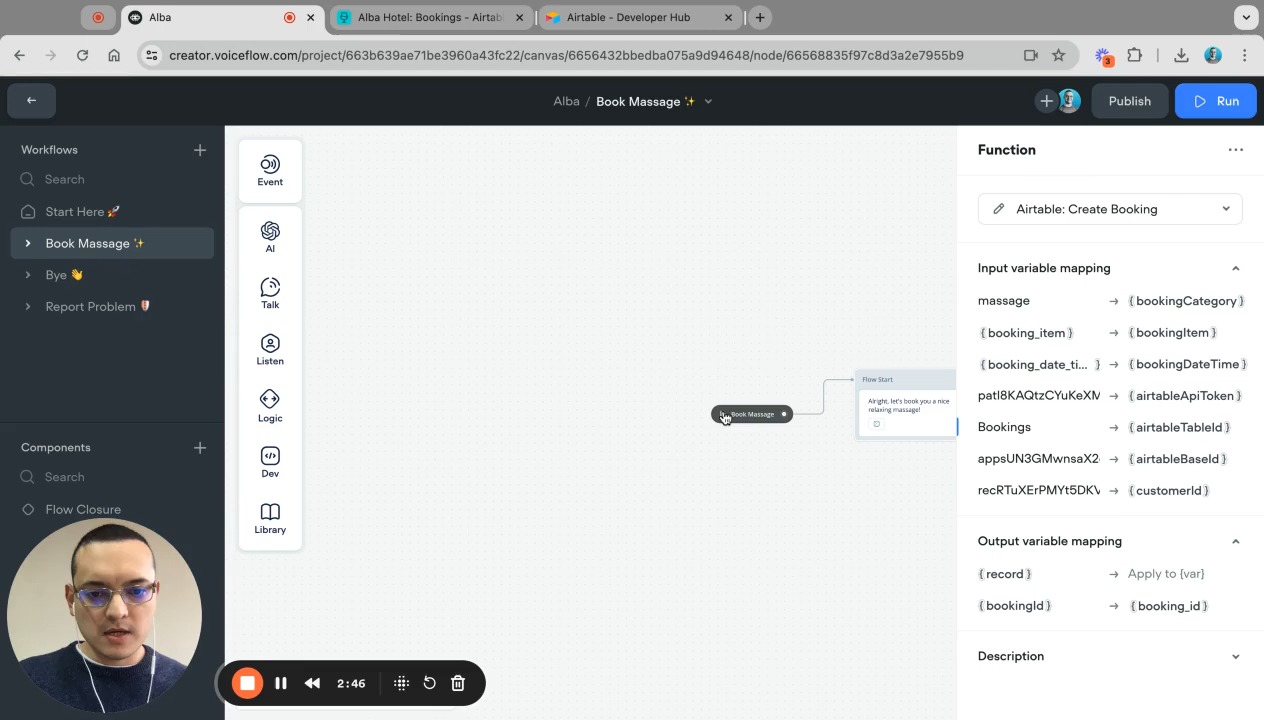 Alba
Alba Hotel: Bookings - Airtab
Airtable - Developer Hub
creator.voiceflow.com/project/663b639ae71be3960a43fc22/canvas/6656432bbedba075a9d94648/node/66568835f97c8d3a2e7955b9
3
Alba / Book Massage ✨
Publish
Run
Workflows
Search
Start Here 🚀
Book Massage ✨
Bye 👋
Report Problem
Components
Search
Flow Closure
Event
AI
Talk
Listen
Logic
Dev
Library
Book Massage
Flow Start
Alright, let's book you a nice
relaxing massage!
Function
Airtable: Create Booking
Input variable mapping
massage → {bookingCategory}
{booking_item} → {bookingItem}
{booking_date_ti... } → {bookingDateTime}
patI8KAQtzCYuKeXM → {airtableApiToken}
Bookings → {airtableTableId}
appsUN3GMwnsaX2 → {airtableBaseId}
recRTuXErPMYt5DKV → {customerId}
Output variable mapping
{record} → Apply to {var}
{bookingId} → {booking_id}
Description
2:46